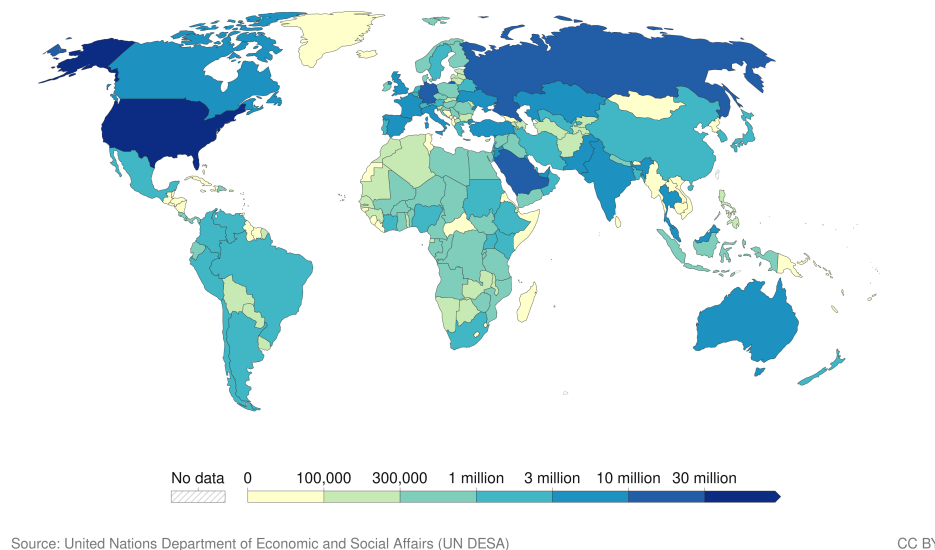 No data 0 100,000 300,000 1 million 3 million 10 million 30 million
Source: United Nations Department of Economic and Social Affairs (UN DESA) CC BY